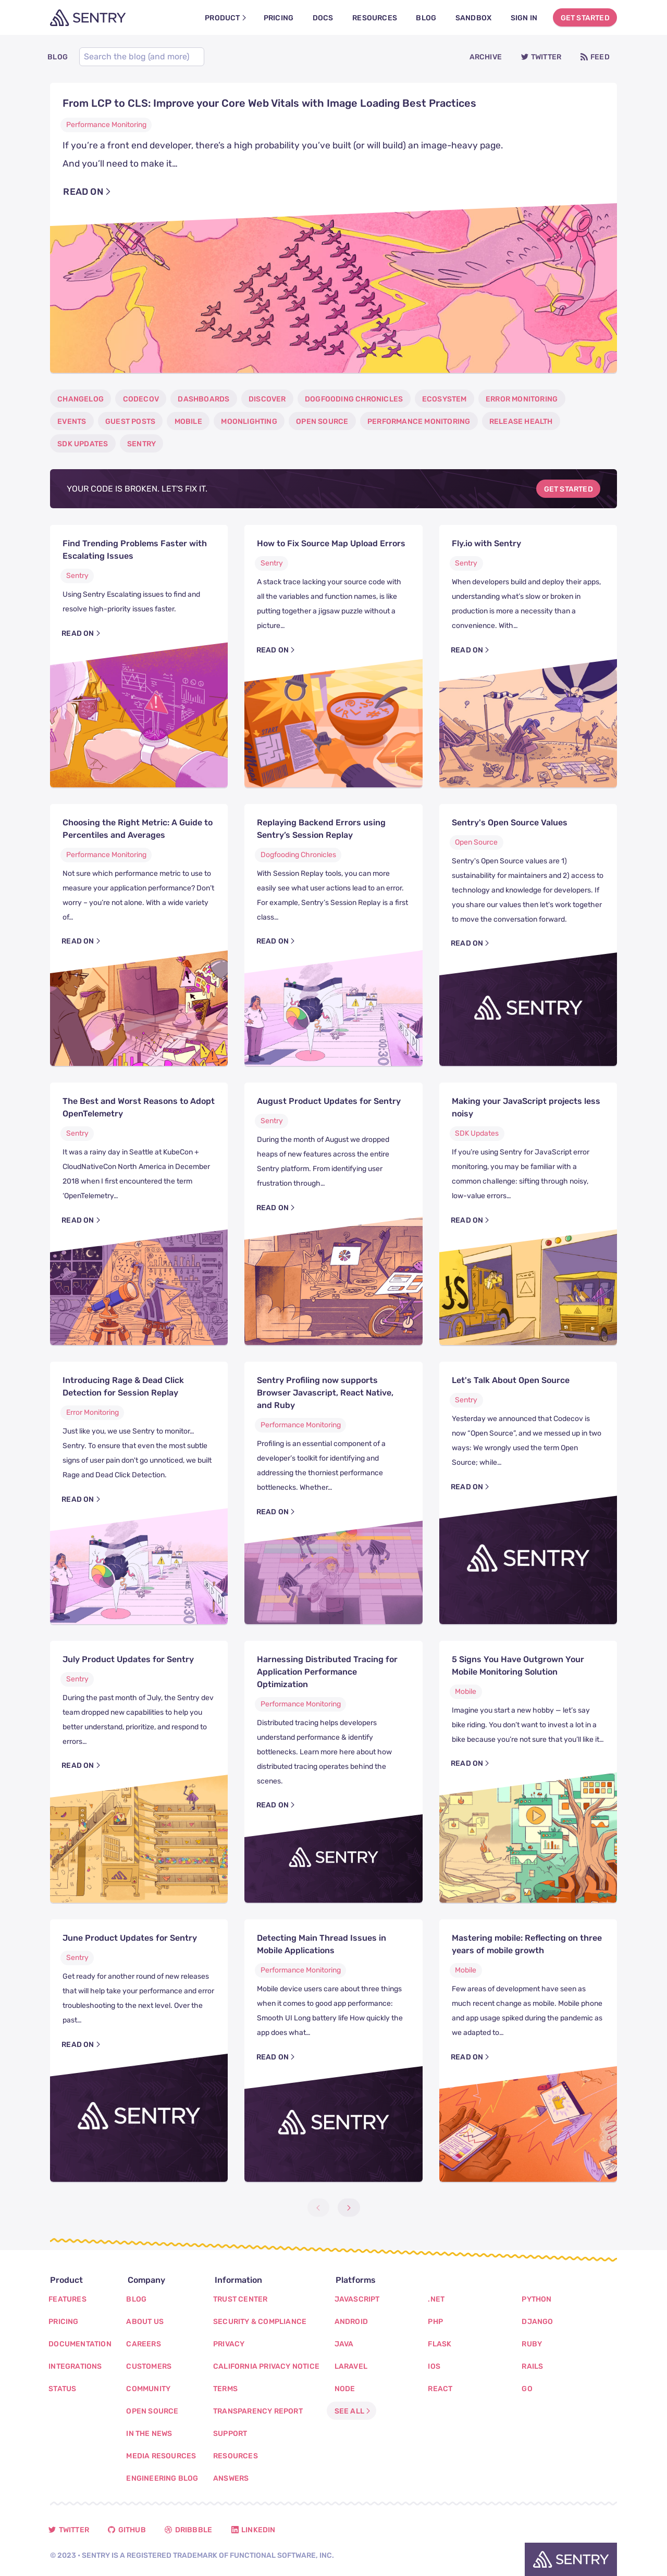 SENTRY
PRODUCT PRICING DOCS RESOURCES BLOG SANDBOX SIGN IN GET STARTED
BLOG Search the blog (and more) ARCHIVE TWITTER FEED
From LCP to CLS: Improve your Core Web Vitals with Image Loading Best Practices
Performance Monitoring
If you’re a front end developer, there’s a high probability you’ve built (or will build) an image-heavy page.
And you’ll need to make it…
READ ON
CHANGELOG CODECOV DASHBOARDS DISCOVER DOGFOODING CHRONICLES ECOSYSTEM ERROR MONITORING
EVENTS GUEST POSTS MOBILE MOONLIGHTING OPEN SOURCE PERFORMANCE MONITORING RELEASE HEALTH
SDK UPDATES SENTRY
YOUR CODE IS BROKEN. LET'S FIX IT. GET STARTED
Find Trending Problems Faster with
Escalating Issues
Sentry
Using Sentry Escalating issues to find and
resolve high-priority issues faster.
READ ON
How to Fix Source Map Upload Errors
Sentry
A stack trace lacking your source code with
all the variables and function names, is like
putting together a jigsaw puzzle without a
picture…
READ ON
Fly.io with Sentry
Sentry
When developers build and deploy their apps,
understanding what’s slow or broken in
production is more a necessity than a
convenience. With…
READ ON
Choosing the Right Metric: A Guide to
Percentiles and Averages
Performance Monitoring
Not sure which performance metric to use to
measure your application performance? Don’t
worry – you’re not alone. With a wide variety
of…
READ ON
Replaying Backend Errors using
Sentry’s Session Replay
Dogfooding Chronicles
With Session Replay tools, you can more
easily see what user actions lead to an error.
For example, Sentry’s Session Replay is a first
class…
READ ON
00:30
Sentry's Open Source Values
Open Source
Sentry’s Open Source values are 1)
sustainability for maintainers and 2) access to
technology and knowledge for developers. If
you share our values then let's work together
to move the conversation forward.
READ ON
SENTRY
The Best and Worst Reasons to Adopt
OpenTelemetry
Sentry
It was a rainy day in Seattle at KubeCon +
CloudNativeCon North America in December
2018 when I first encountered the term
‘OpenTelemetry…
READ ON
August Product Updates for Sentry
Sentry
During the month of August we dropped
heaps of new features across the entire
Sentry platform. From identifying user
frustration through…
READ ON
Making your JavaScript projects less
noisy
SDK Updates
If you're using Sentry for JavaScript error
monitoring, you may be familiar with a
common challenge: sifting through noisy,
low-value errors…
READ ON
JS
Introducing Rage & Dead Click
Detection for Session Replay
Error Monitoring
Just like you, we use Sentry to monitor…
Sentry. To ensure that even the most subtle
signs of user pain don’t go unnoticed, we built
Rage and Dead Click Detection.
READ ON
00:30
Sentry Profiling now supports
Browser Javascript, React Native,
and Ruby
Performance Monitoring
Profiling is an essential component of a
developer’s toolkit for identifying and
addressing the thorniest performance
bottlenecks. Whether…
READ ON
Let's Talk About Open Source
Sentry
Yesterday we announced that Codecov is
now “Open Source”, and we messed up in two
ways: We wrongly used the term Open
Source; while…
READ ON
SENTRY
July Product Updates for Sentry
Sentry
During the past month of July, the Sentry dev
team dropped new capabilities to help you
better understand, prioritize, and respond to
errors…
READ ON
Harnessing Distributed Tracing for
Application Performance
Optimization
Performance Monitoring
Distributed tracing helps developers
understand performance & identify
bottlenecks. Learn more here about how
distributed tracing operates behind the
scenes.
READ ON
SENTRY
5 Signs You Have Outgrown Your
Mobile Monitoring Solution
Mobile
Imagine you start a new hobby — let’s say
bike riding. You don’t want to invest a lot in a
bike because you’re not sure that you’ll like it…
READ ON
June Product Updates for Sentry
Sentry
Get ready for another round of new releases
that will help take your performance and error
troubleshooting to the next level. Over the
past…
READ ON
SENTRY
Detecting Main Thread Issues in
Mobile Applications
Performance Monitoring
Mobile device users care about three things
when it comes to good app performance:
Smooth UI Long battery life How quickly the
app does what…
READ ON
SENTRY
Mastering mobile: Reflecting on three
years of mobile growth
Mobile
Few areas of development have seen as
much recent change as mobile. Mobile phone
and app usage spiked during the pandemic as
we adapted to…
READ ON
Product Company Information Platforms
FEATURES BLOG TRUST CENTER JAVASCRIPT .NET PYTHON
PRICING ABOUT US SECURITY & COMPLIANCE ANDROID PHP DJANGO
DOCUMENTATION CAREERS PRIVACY JAVA FLASK RUBY
INTEGRATIONS CUSTOMERS CALIFORNIA PRIVACY NOTICE LARAVEL IOS RAILS
STATUS COMMUNITY TERMS NODE REACT GO
OPEN SOURCE TRANSPARENCY REPORT SEE ALL
IN THE NEWS SUPPORT
MEDIA RESOURCES RESOURCES
ENGINEERING BLOG ANSWERS
TWITTER GITHUB DRIBBBLE LINKEDIN
© 2023 • SENTRY IS A REGISTERED TRADEMARK OF FUNCTIONAL SOFTWARE, INC.
SENTRY